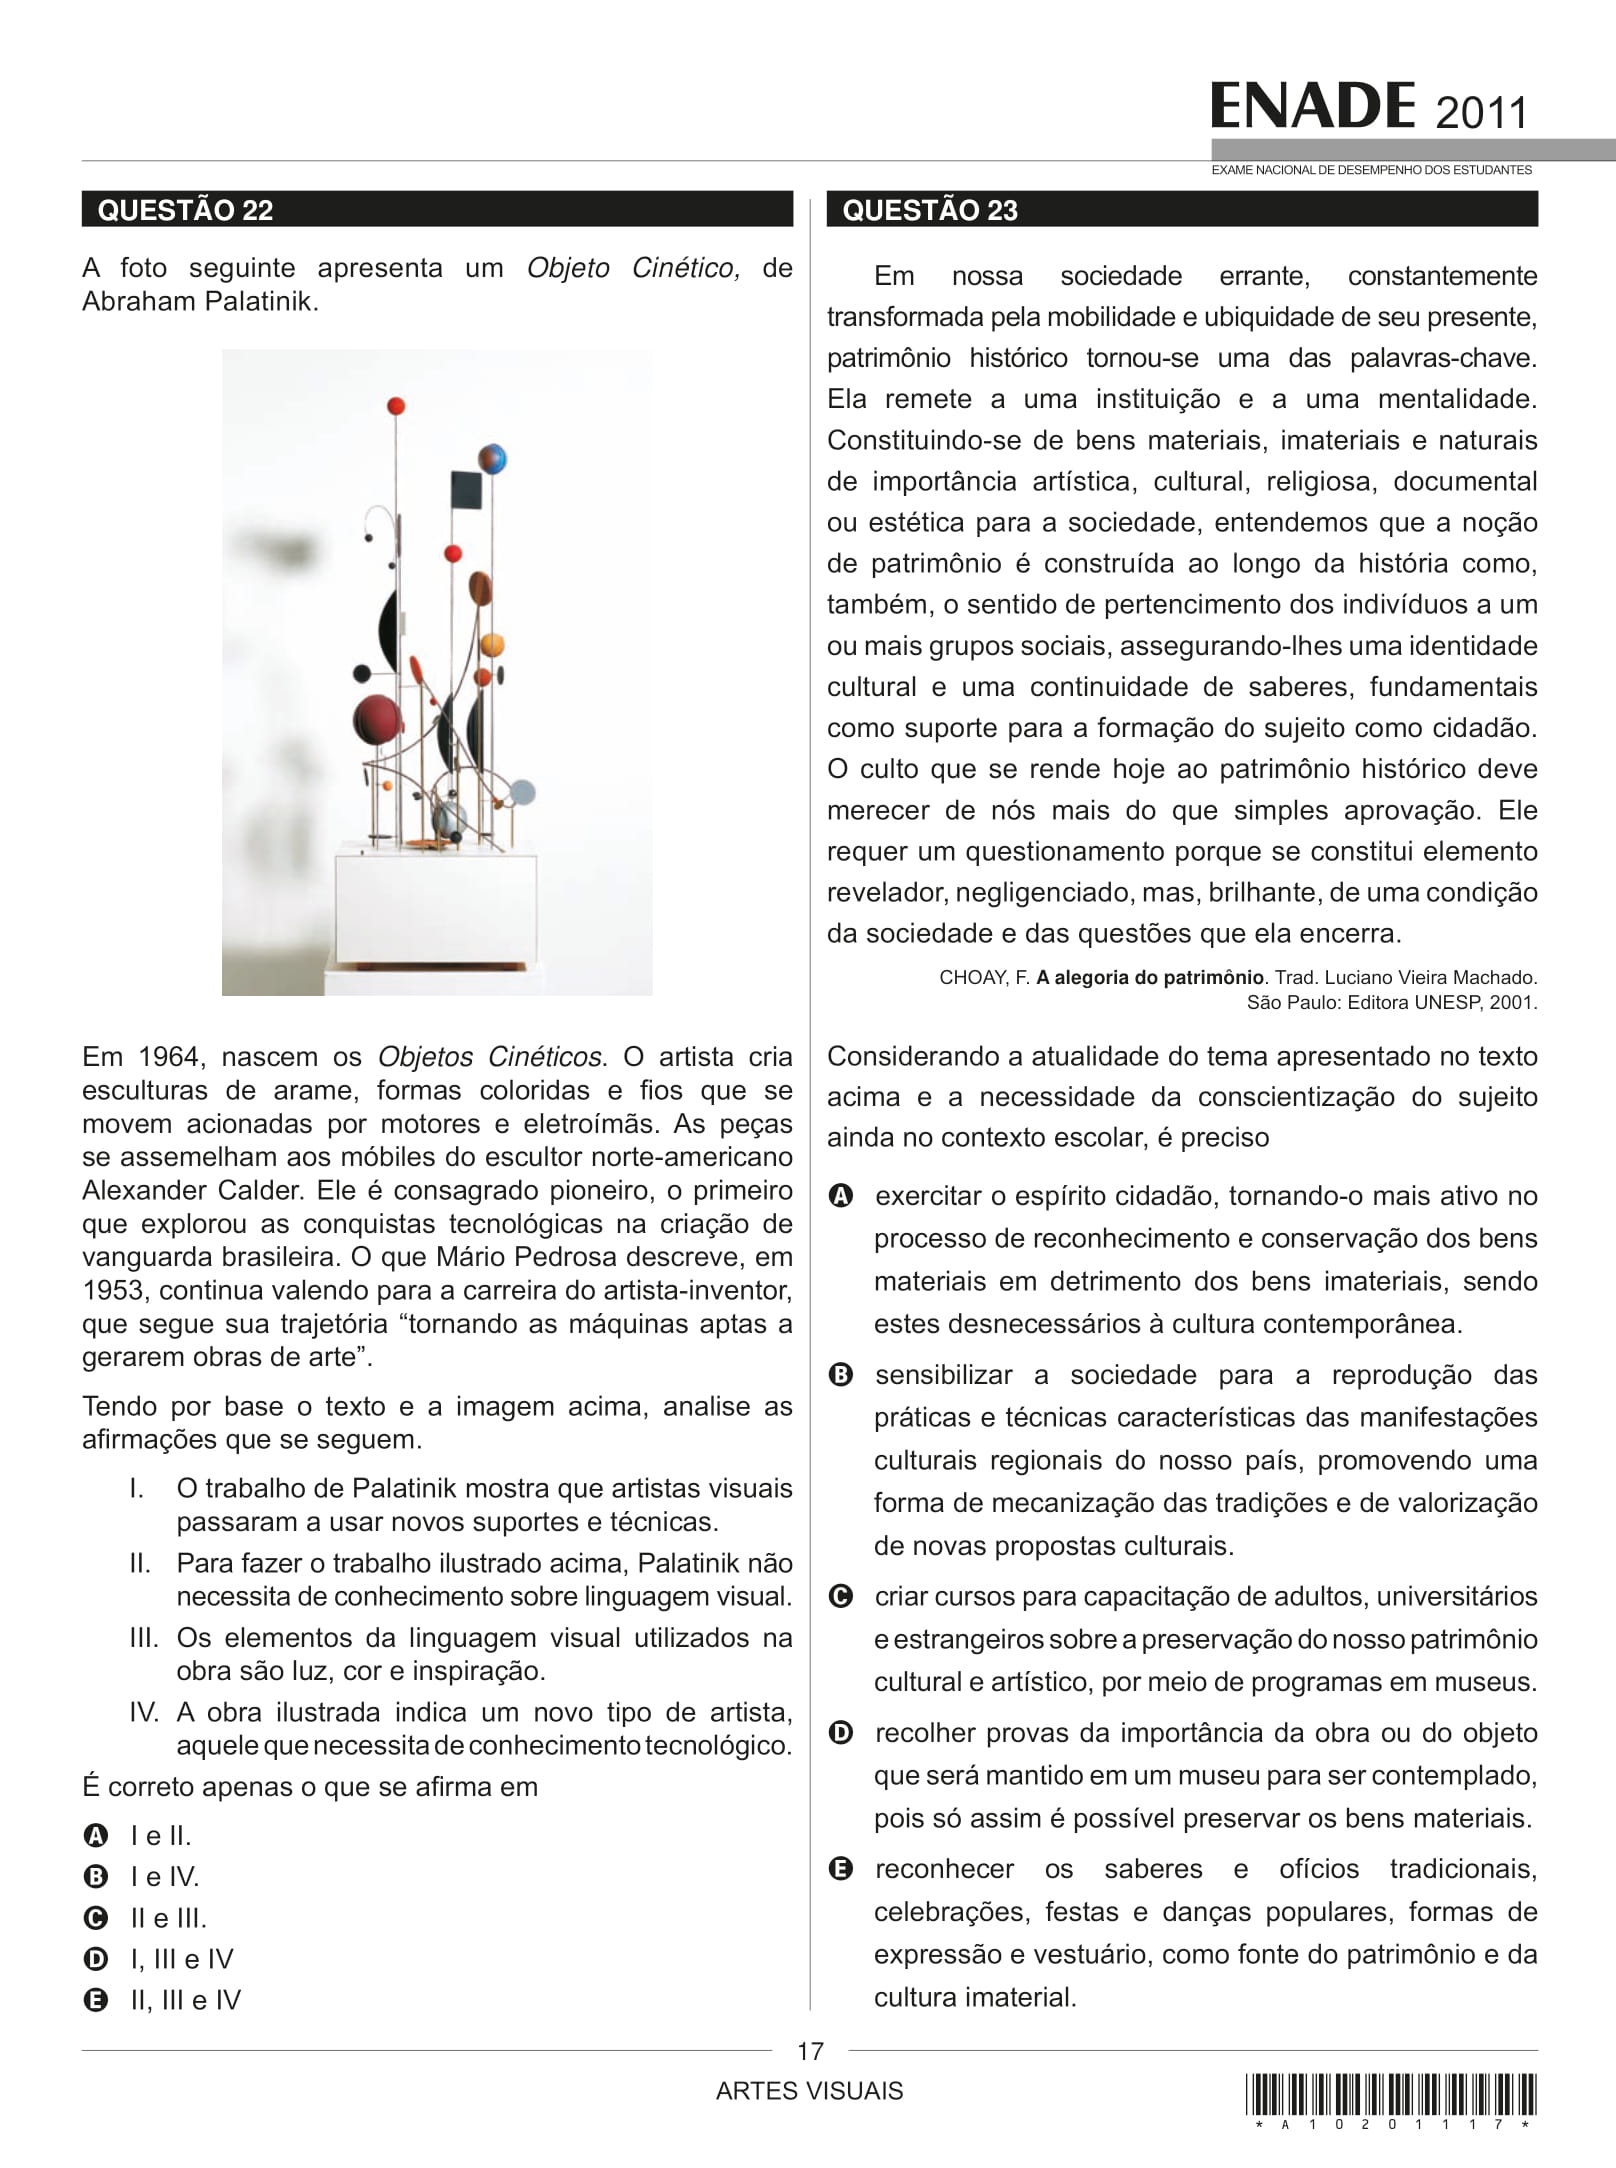 ENADE 2011
EXAME NACIONAL DE DESEMPENHO DOS ESTUDANTES
QUESTÃO 22
A foto seguinte apresenta um Objeto Cinético, de
Abraham Palatinik.
Em 1964, nascem os Objetos Cinéticos. O artista cria
esculturas de arame, formas coloridas e fios que se
movem acionadas por motores e eletroímãs. As peças
se assemelham aos móbiles do escultor norte-americano
Alexander Calder. Ele é consagrado pioneiro, o primeiro
que explorou as conquistas tecnológicas na criação de
vanguarda brasileira. O que Mário Pedrosa descreve, em
1953, continua valendo para a carreira do artista-inventor,
que segue sua trajetória “tornando as máquinas aptas a
gerarem obras de arte”.
Tendo por base o texto e a imagem acima, analise as
afirmações que se seguem.
I. O trabalho de Palatinik mostra que artistas visuais
passaram a usar novos suportes e técnicas.
II. Para fazer o trabalho ilustrado acima, Palatinik não
necessita de conhecimento sobre linguagem visual.
III. Os elementos da linguagem visual utilizados na
obra são luz, cor e inspiração.
IV. A obra ilustrada indica um novo tipo de artista,
aquele que necessita de conhecimento tecnológico.
É correto apenas o que se afirma em
A I e II.
B I e IV.
C II e III.
D I, III e IV
E II, III e IV
QUESTÃO 23
Em nossa sociedade errante, constantemente
transformada pela mobilidade e ubiquidade de seu presente,
patrimônio histórico tornou-se uma das palavras-chave.
Ela remete a uma instituição e a uma mentalidade.
Constituindo-se de bens materiais, imateriais e naturais
de importância artística, cultural, religiosa, documental
ou estética para a sociedade, entendemos que a noção
de patrimônio é construída ao longo da história como,
também, o sentido de pertencimento dos indivíduos a um
ou mais grupos sociais, assegurando-lhes uma identidade
cultural e uma continuidade de saberes, fundamentais
como suporte para a formação do sujeito como cidadão.
O culto que se rende hoje ao patrimônio histórico deve
merecer de nós mais do que simples aprovação. Ele
requer um questionamento porque se constitui elemento
revelador, negligenciado, mas, brilhante, de uma condição
da sociedade e das questões que ela encerra.
CHOAY, F. A alegoria do patrimônio. Trad. Luciano Vieira Machado.
São Paulo: Editora UNESP, 2001.
Considerando a atualidade do tema apresentado no texto
acima e a necessidade da conscientização do sujeito
ainda no contexto escolar, é preciso
A exercitar o espírito cidadão, tornando-o mais ativo no
processo de reconhecimento e conservação dos bens
materiais em detrimento dos bens imateriais, sendo
estes desnecessários à cultura contemporânea.
B sensibilizar a sociedade para a reprodução das
práticas e técnicas características das manifestações
culturais regionais do nosso país, promovendo uma
forma de mecanização das tradições e de valorização
de novas propostas culturais.
C criar cursos para capacitação de adultos, universitários
e estrangeiros sobre a preservação do nosso patrimônio
cultural e artístico, por meio de programas em museus.
D recolher provas da importância da obra ou do objeto
que será mantido em um museu para ser contemplado,
pois só assim é possível preservar os bens materiais.
E reconhecer os saberes e ofícios tradicionais,
celebrações, festas e danças populares, formas de
expressão e vestuário, como fonte do patrimônio e da
cultura imaterial.
17
ARTES VISUAIS
* A 1 0 2 0 1 1 1 7 *